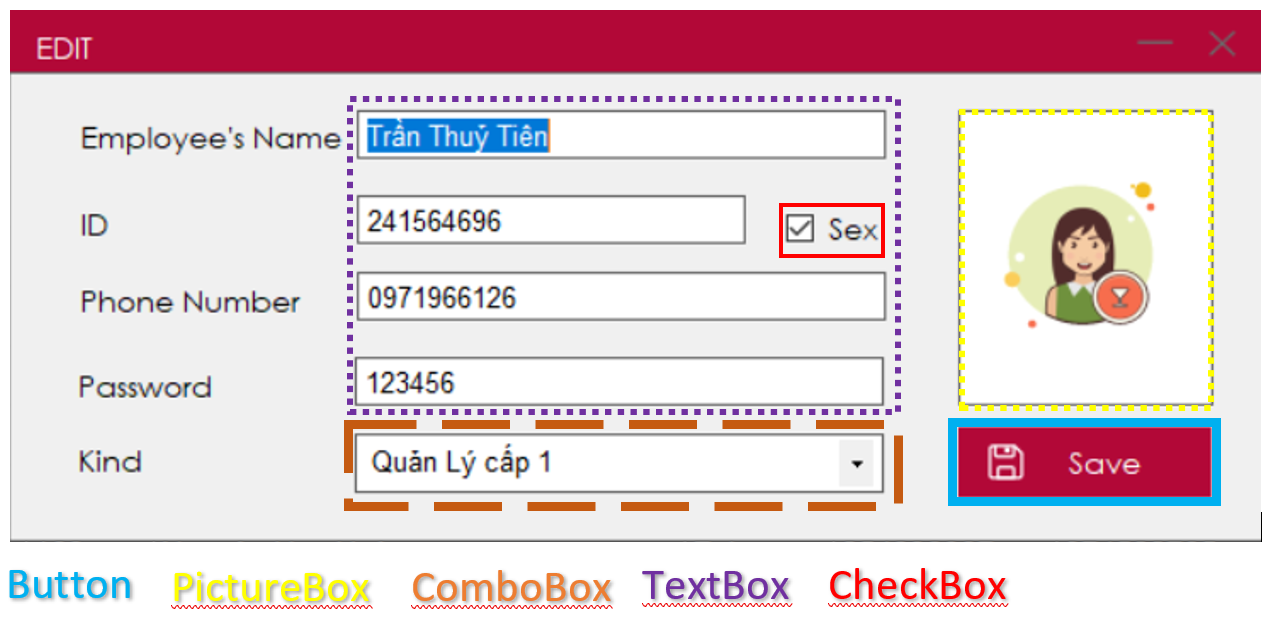 EDIT
Employee's Name Trần Thuỷ Tiên
ID 241564696 Sex
Phone Number 0971966126
Password 123456
Kind Quản Lý cấp 1
Save
Button PictureBox ComboBox TextBox CheckBox